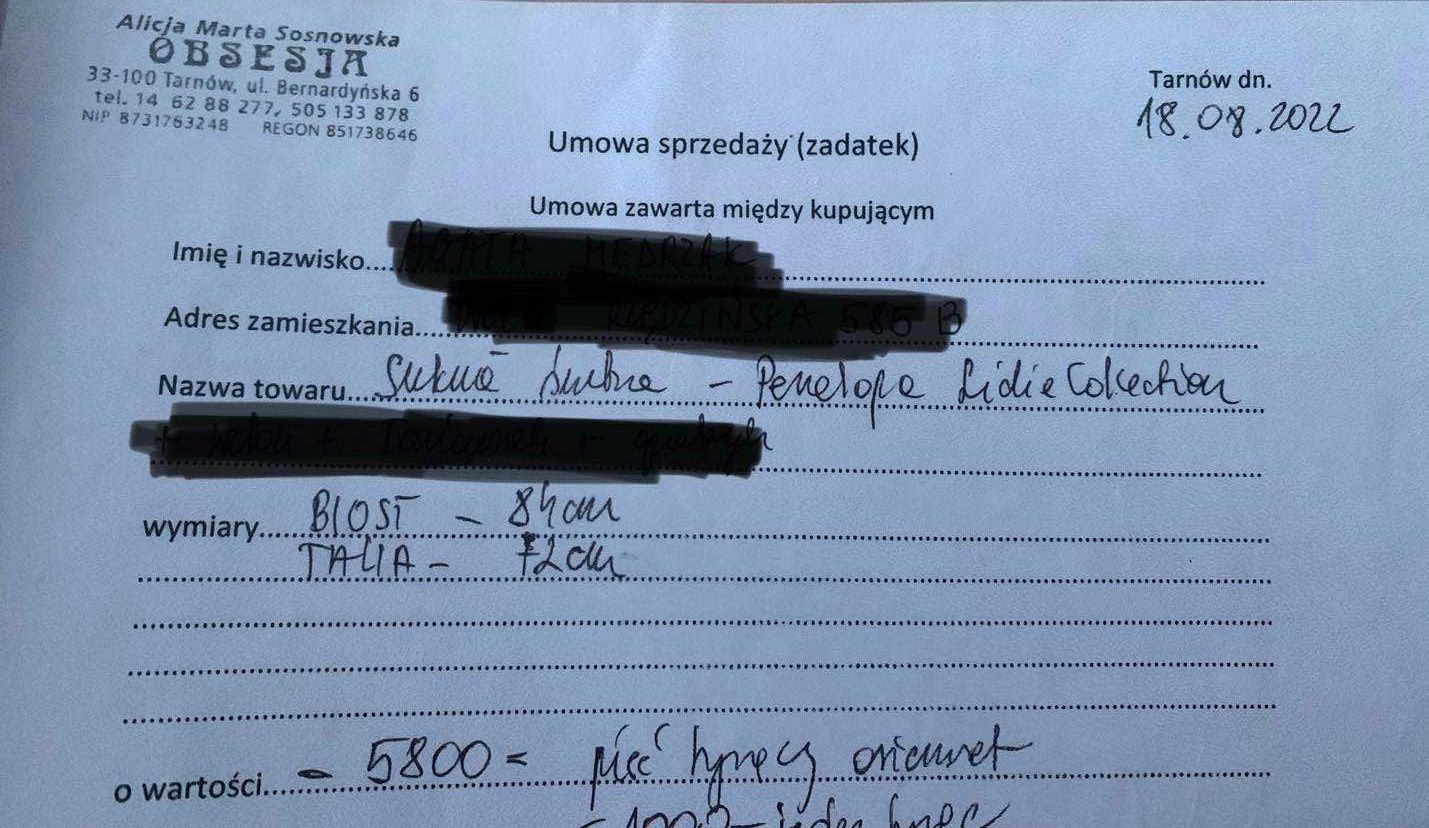 Alicja Marta Sosnowska
OBSESJA
33-100 Tarnów, ul. Bernardyńska 6
tel. 14 62 88 277, 505 133 878
NIP 8731763248 REGON 851738646
Tarnów dn.
18.08.2022
Umowa sprzedaży (zadatek)
Umowa zawarta między kupującym
Imię i nazwisko....
Adres zamieszkania....
Nazwa towaru.... Suknia ślubna - Penelopa Lidie Colection
wymiary.... BIUST - 84cm
TALIA - 72cm
o wartości.... - 5800 = pięć tysięcy osiemset